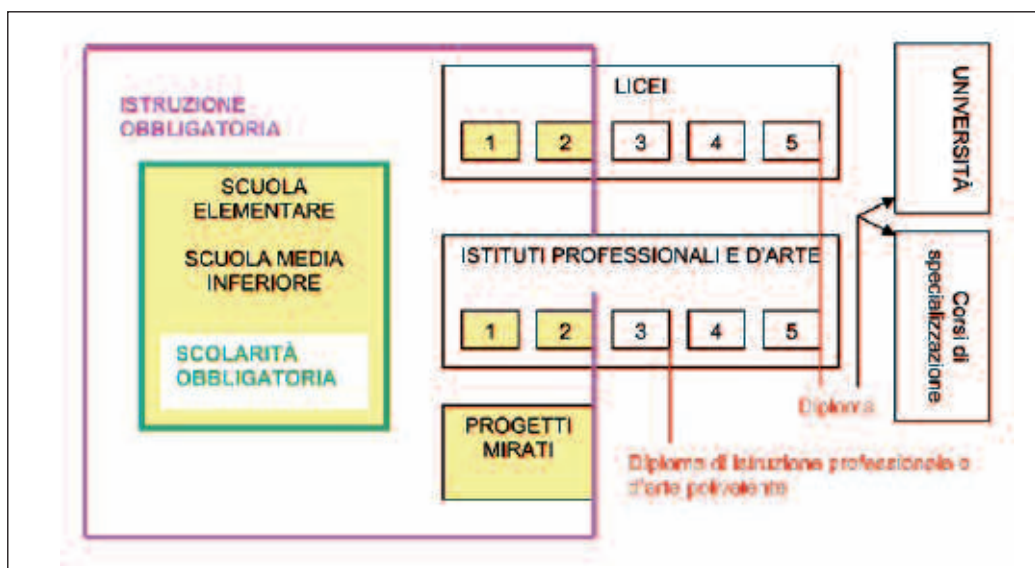 ISTRUZIONE
OBBLIGATORIA
SCUOLA
ELEMENTARE
SCUOLA MEDIA
INFERIORE
SCOLARITÀ
OBBLIGATORIA
LICEI
1 2 3 4 5
ISTITUTI PROFESSIONALI E D'ARTE
1 2 3 4 5
PROGETTI
MIRATI
Diploma
Diploma di istruzione professionale o
d'arte polivalente
UNIVERSITÀ
Corsi di
specializzazione